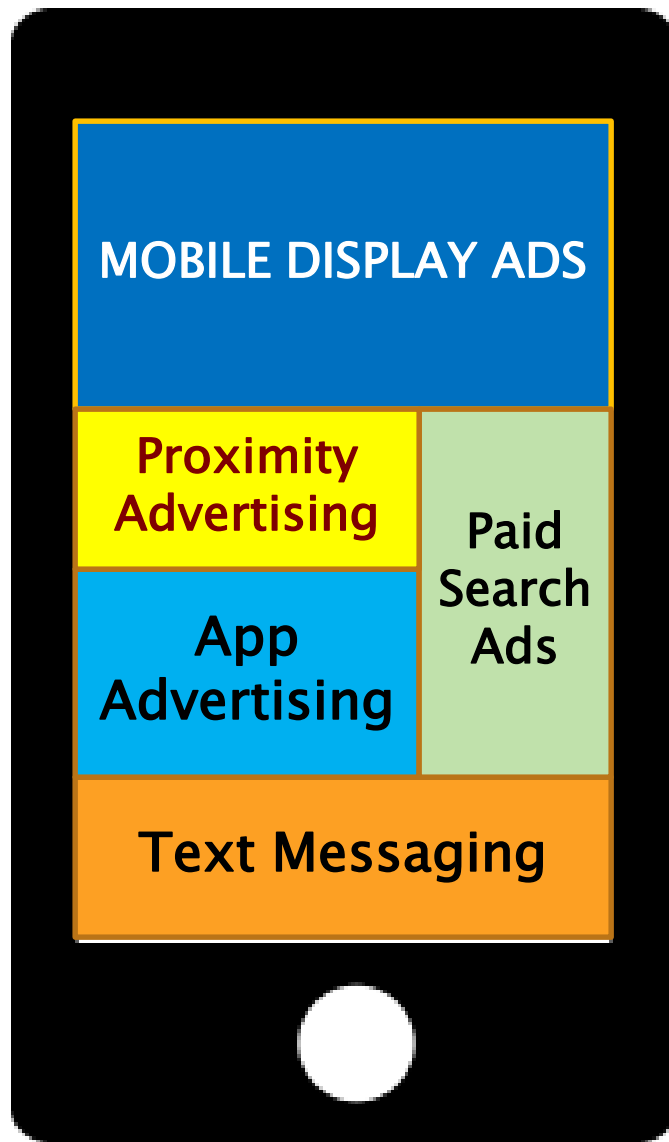 MOBILE DISPLAY ADS
Proximity
Advertising
Paid
Search
Ads
App
Advertising
Text Messaging